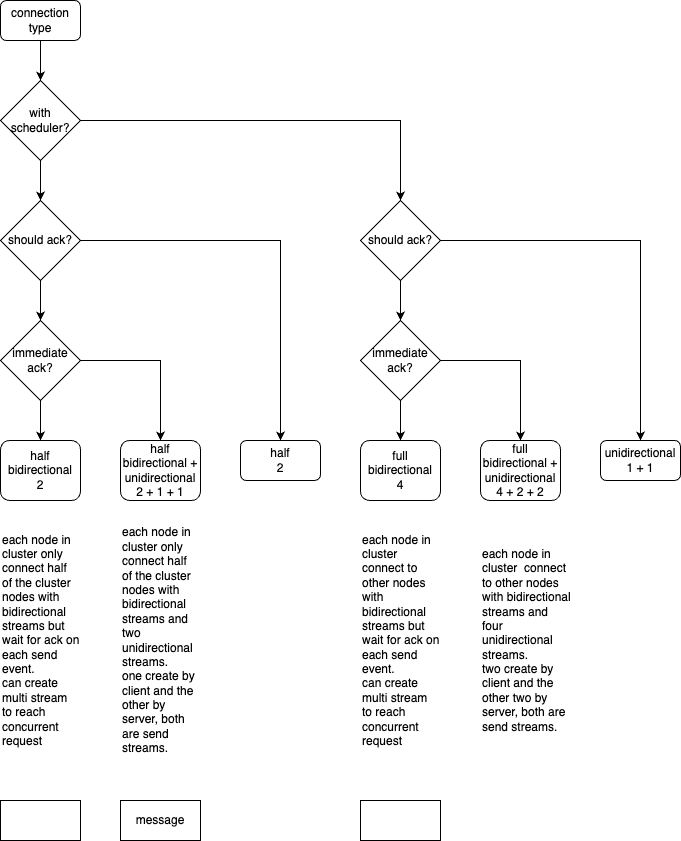 connection
type
with
scheduler?
should ack?
should ack?
immediate
ack?
immediate
ack?
half
bidirectional
2
half
bidirectional +
unidirectional
2 + 1 + 1
half
2
full
bidirectional
4
full
bidirectional +
unidirectional
4 + 2 + 2
unidirectional
1 + 1
each node in
cluster only
connect half
of the cluster
nodes with
bidirectional
streams but
wait for ack on
each send
event.
can create
multi stream
to reach
concurrent
request
each node in
cluster only
connect half
of the cluster
nodes with
bidirectional
streams and
two
unidirectional
streams.
one create by
client and the
other by
server, both
are send
streams.
each node in
cluster
connect to
other nodes
with
bidirectional
streams but
wait for ack on
each send
event.
can create
multi stream
to reach
concurrent
request
each node in
cluster  connect
to other nodes
with bidirectional
streams and
four
unidirectional
streams.
two create by
client and the
other two by
server, both are
send streams.
message